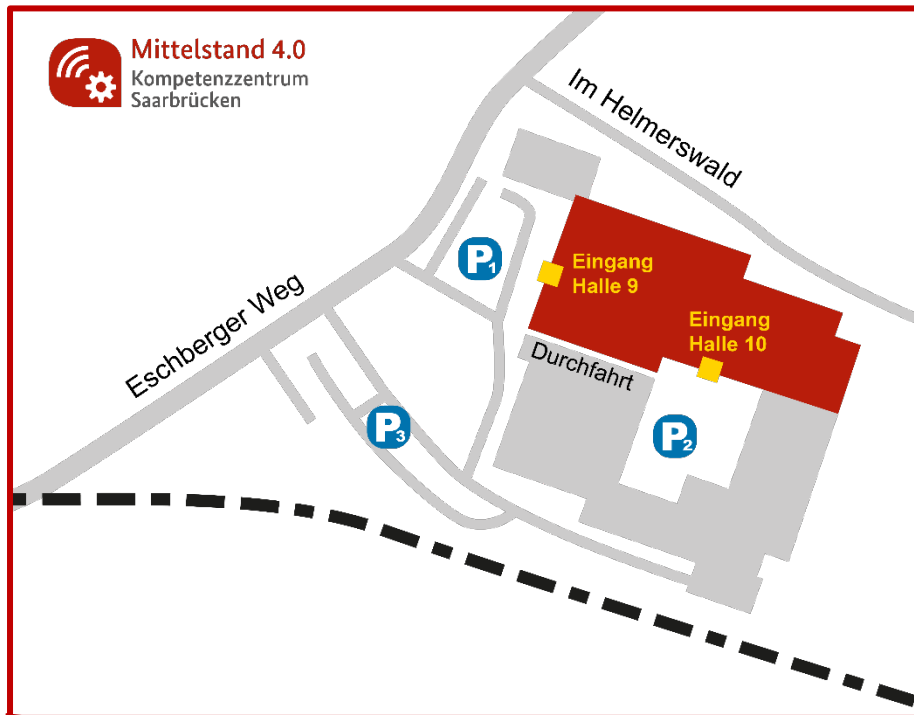 Mittelstand 4.0
Kompetenzzentrum
Saarbrücken
Im Helmerswald
P1
Eingang
Halle 9
Eschberger Weg
Eingang
Halle 10
Durchfahrt
P3
P2